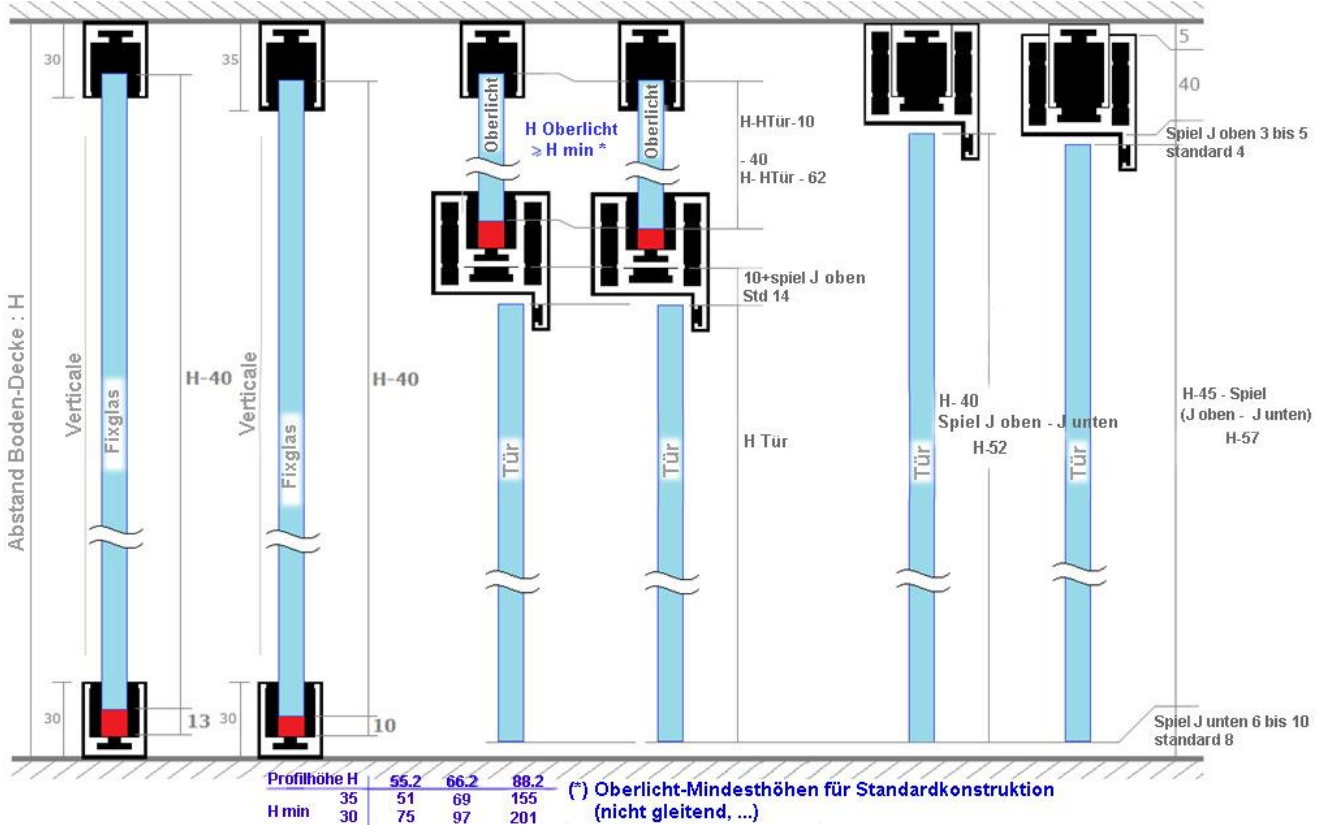 30
35
5
40
Oberlicht
Oberlicht
H Oberlicht
≥ H min *
H-HTür-10
- 40
H- HTür - 62
Spiel J oben 3 bis 5
standard 4
10+spiel J oben
Std 14
Abstand Boden-Decke : H
Verticale
Fixglas
H-40
Verticale
Fixglas
H-40
Tür
Tür
H Tür
Tür
H- 40
Spiel J oben - J unten
H-52
Tür
H-45 - Spiel
(J oben - J unten)
H-57
30
13
30
10
Spiel J unten 6 bis 10
standard 8
Profilhöhe H 55.2 66.2 88.2
35 51 69 155
H min 30 75 97 201
(*) Oberlicht-Mindesthöhen für Standardkonstruktion
(nicht gleitend, ...)